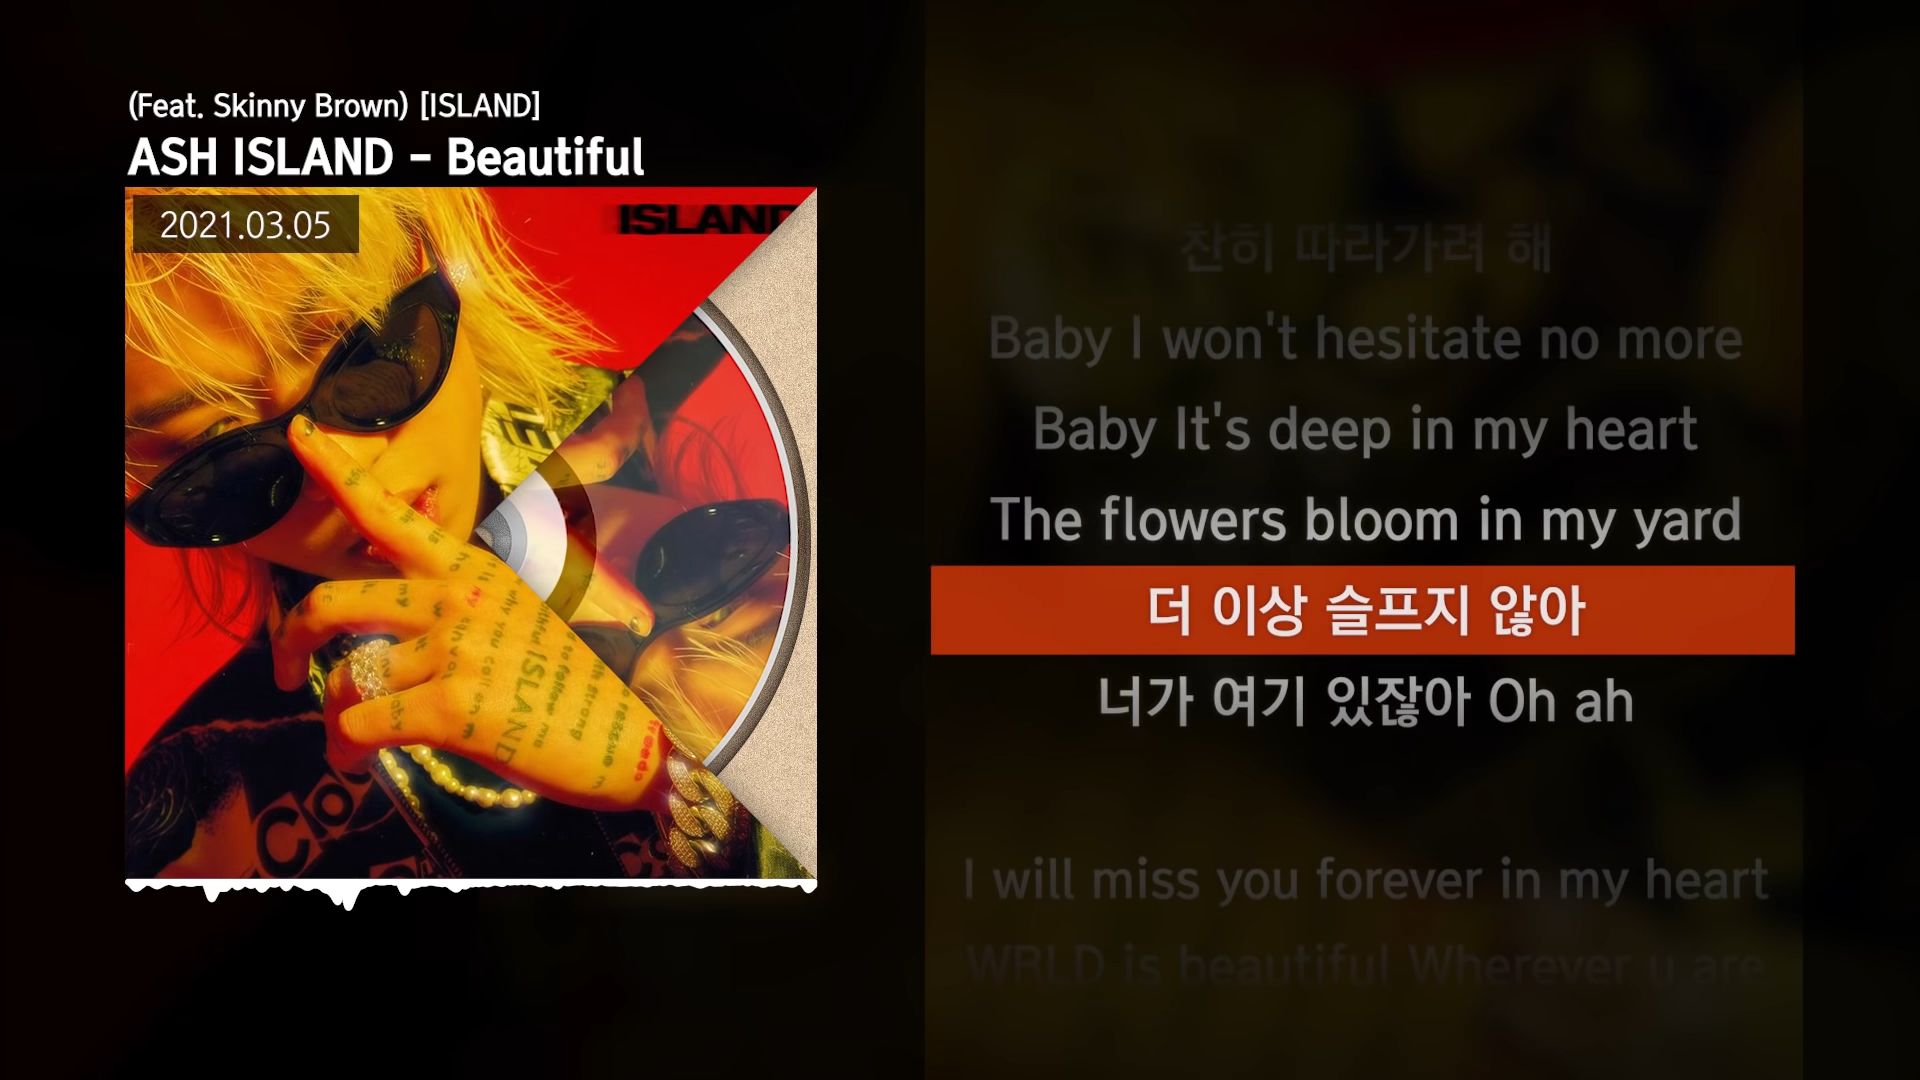 (Feat. Skinny Brown) [ISLAND]
ASH ISLAND - Beautiful
2021.03.05
ISLAND
ISLAND
찬히 따라가려 해
Baby I won't hesitate no more
Baby It's deep in my heart
The flowers bloom in my yard
더 이상 슬프지 않아
너가 여기 있잖아 Oh ah
I will miss you forever in my heart
WRLD is beautiful Wherever u are